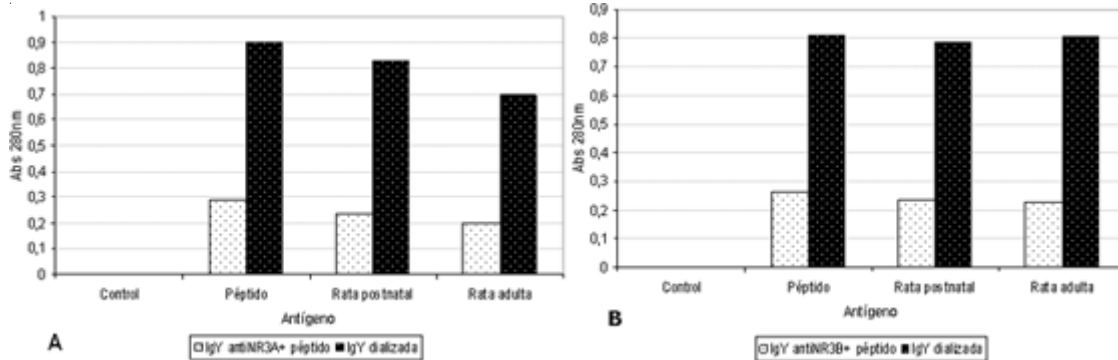 1
0,9
0,8
0,7
0,6
0,5
0,4
0,3
0,2
0,1
0
Abs 280nm
Control Péptido Rata postnatal Rata adulta
Antígeno
A
IgY antiNR3A+ péptido IgY dializada
0,9
0,8
0,7
0,6
0,5
0,4
0,3
0,2
0,1
0
Abs 280nm
Control Péptido Rata postnatal Rata adulta
Antígeno
B
IgY antiNR3B+ péptido IgY dializada